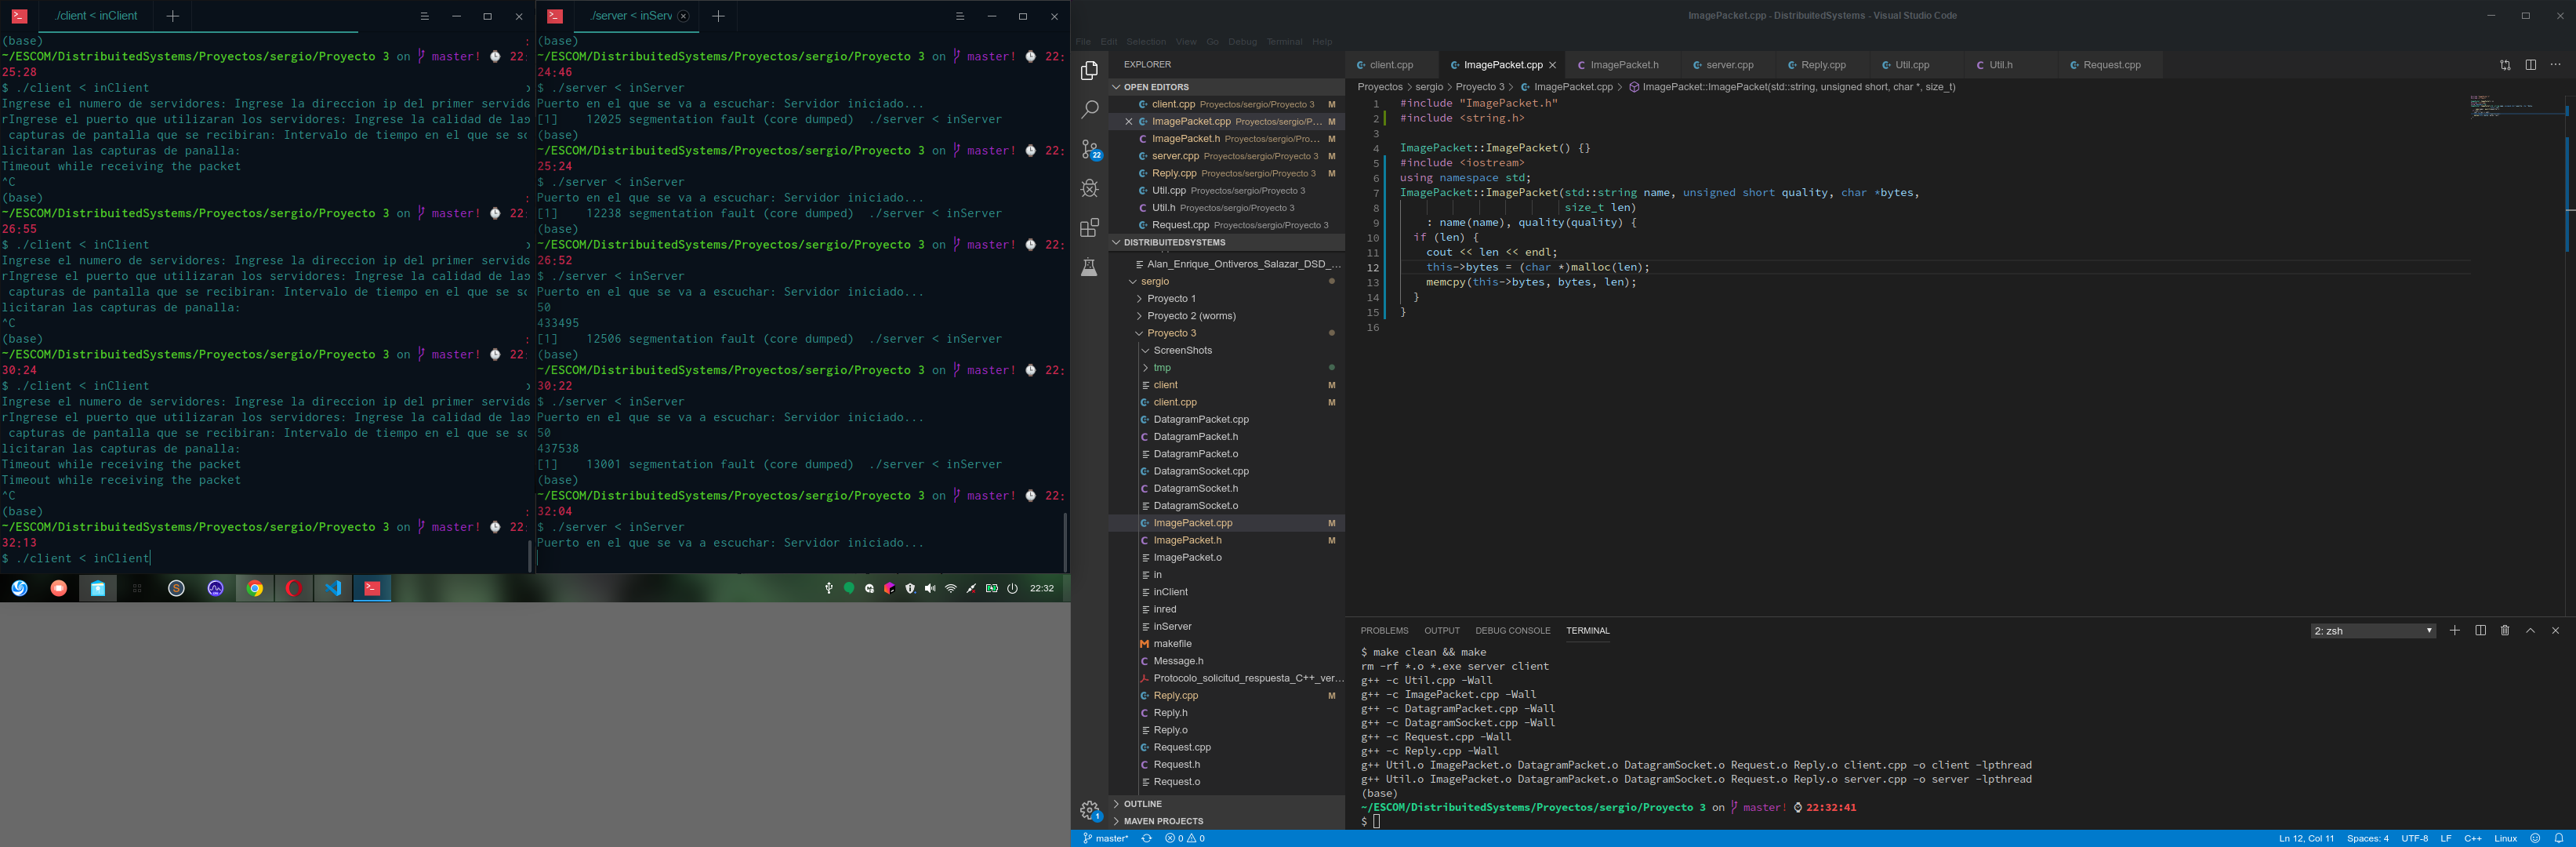 ./client < inClient
(base)
~/ESCOM/DistribuitedSystems/Proyectos/sergio/Proyecto 3 on master! 22:
25:28
$ ./client < inClient
Ingrese el numero de servidores: Ingrese la direccion ip del primer servido
rIngrese el puerto que utilizaran los servidores: Ingrese la calidad de las
capturas de pantalla que se recibiran: Intervalo de tiempo en el que se so
licitaran las capturas de panalla:
Timeout while receiving the packet
^C
(base)
~/ESCOM/DistribuitedSystems/Proyectos/sergio/Proyecto 3 on master! 22:
26:55
$ ./client < inClient
Ingrese el numero de servidores: Ingrese la direccion ip del primer servido
rIngrese el puerto que utilizaran los servidores: Ingrese la calidad de las
capturas de pantalla que se recibiran: Intervalo de tiempo en el que se so
licitaran las capturas de panalla:
^C
(base)
~/ESCOM/DistribuitedSystems/Proyectos/sergio/Proyecto 3 on master! 22:
30:24
$ ./client < inClient
Ingrese el numero de servidores: Ingrese la direccion ip del primer servido
rIngrese el puerto que utilizaran los servidores: Ingrese la calidad de las
capturas de pantalla que se recibiran: Intervalo de tiempo en el que se so
licitaran las capturas de panalla:
Timeout while receiving the packet
Timeout while receiving the packet
^C
(base)
~/ESCOM/DistribuitedSystems/Proyectos/sergio/Proyecto 3 on master! 22:
32:13
$ ./client < inClient
./server < inServ
(base)
~/ESCOM/DistribuitedSystems/Proyectos/sergio/Proyecto 3 on master! 22:
24:46
$ ./server < inServer
Puerto en el que se va a escuchar: Servidor iniciado...
[1] 12025 segmentation fault (core dumped) ./server < inServer
(base)
~/ESCOM/DistribuitedSystems/Proyectos/sergio/Proyecto 3 on master! 22:
25:24
$ ./server < inServer
Puerto en el que se va a escuchar: Servidor iniciado...
[1] 12238 segmentation fault (core dumped) ./server < inServer
(base)
~/ESCOM/DistribuitedSystems/Proyectos/sergio/Proyecto 3 on master! 22:
26:52
$ ./server < inServer
Puerto en el que se va a escuchar: Servidor iniciado...
50
433495
[1] 12506 segmentation fault (core dumped) ./server < inServer
(base)
~/ESCOM/DistribuitedSystems/Proyectos/sergio/Proyecto 3 on master! 22:
30:22
$ ./server < inServer
Puerto en el que se va a escuchar: Servidor iniciado...
50
437538
[1] 13001 segmentation fault (core dumped) ./server < inServer
(base)
~/ESCOM/DistribuitedSystems/Proyectos/sergio/Proyecto 3 on master! 22:
32:04
$ ./server < inServer
Puerto en el que se va a escuchar: Servidor iniciado...
22:32
ImagePacket.cpp - DistribuitedSystems - Visual Studio Code
File Edit Selection View Go Debug Terminal Help
EXPLORER
OPEN EDITORS
client.cpp Proyectos/sergio/Proyecto 3 M
ImagePacket.cpp Proyectos/sergio/P... M
ImagePacket.h Proyectos/sergio/Pro... M
server.cpp Proyectos/sergio/Proyecto 3 M
Reply.cpp Proyectos/sergio/Proyecto 3 M
Util.cpp Proyectos/sergio/Proyecto 3
Util.h Proyectos/sergio/Proyecto 3
Request.cpp Proyectos/sergio/Proyecto 3
22
DISTRIBUITEDSYSTEMS
Alan_Enrique_Ontiveros_Salazar_DSD_...
sergio
Proyecto 1
Proyecto 2 (worms)
Proyecto 3
ScreenShots
tmp
client M
client.cpp M
DatagramPacket.cpp
DatagramPacket.h
DatagramPacket.o
DatagramSocket.cpp
DatagramSocket.h
DatagramSocket.o
ImagePacket.cpp M
ImagePacket.h M
ImagePacket.o
in
inClient
inred
inServer
makefile
Message.h
Protocolo_solicitud_respuesta_C++_ver...
Reply.cpp M
Reply.h
Reply.o
Request.cpp
Request.h
Request.o
OUTLINE
MAVEN PROJECTS
1
client.cpp ImagePacket.cpp ImagePacket.h server.cpp Reply.cpp Util.cpp Util.h Request.cpp
Proyectos > sergio > Proyecto 3 > ImagePacket.cpp > ImagePacket::ImagePacket(std::string, unsigned short, char *, size_t)
1 #include "ImagePacket.h"
2 #include <string.h>
3
4 ImagePacket::ImagePacket() {}
5 #include <iostream>
6 using namespace std;
7 ImagePacket::ImagePacket(std::string name, unsigned short quality, char *bytes,
8 size_t len)
9 : name(name), quality(quality) {
10 if (len) {
11 cout << len << endl;
12 this->bytes = (char *)malloc(len);
13 memcpy(this->bytes, bytes, len);
14 }
15 }
16
PROBLEMS OUTPUT DEBUG CONSOLE TERMINAL
2: zsh
$ make clean && make
rm -rf *.o *.exe server client
g++ -c Util.cpp -Wall
g++ -c ImagePacket.cpp -Wall
g++ -c DatagramPacket.cpp -Wall
g++ -c DatagramSocket.cpp -Wall
g++ -c Request.cpp -Wall
g++ -c Reply.cpp -Wall
g++ Util.o ImagePacket.o DatagramPacket.o DatagramSocket.o Request.o Reply.o client.cpp -o client -lpthread
g++ Util.o ImagePacket.o DatagramPacket.o DatagramSocket.o Request.o Reply.o server.cpp -o server -lpthread
(base)
~/ESCOM/DistribuitedSystems/Proyectos/sergio/Proyecto 3 on master! 22:32:41
$
master* 0 0
Ln 12, Col 11 Spaces: 4 UTF-8 LF C++ Linux